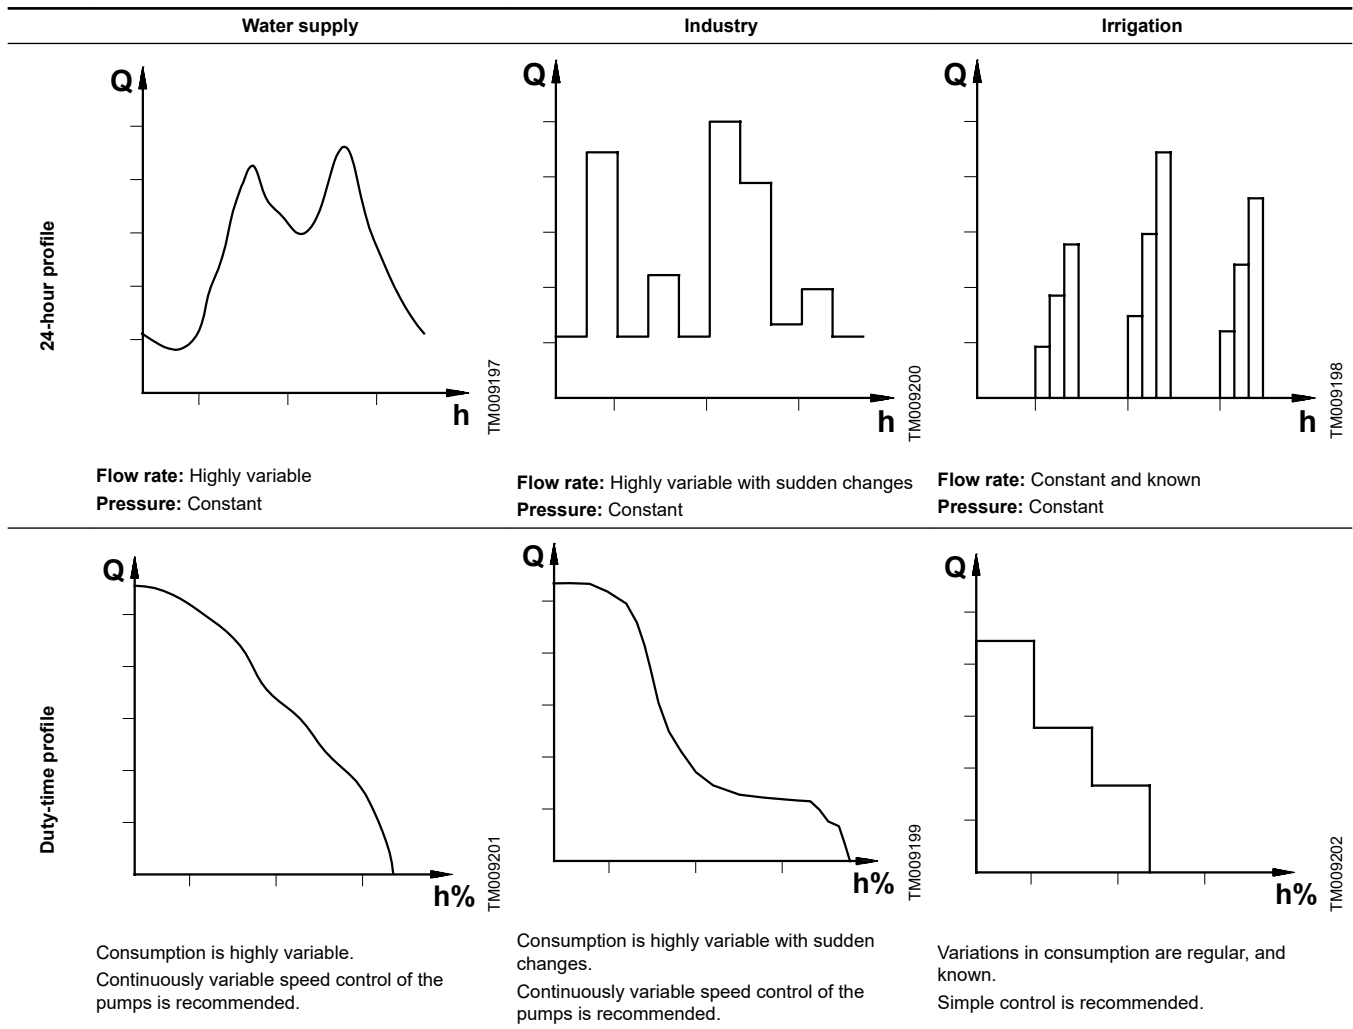 Water supply
Industry
Irrigation
24-hour profile
Q
h
TM009197
Q
h
TM009200
Q
h
TM009198
Flow rate: Highly variable
Pressure: Constant
Flow rate: Highly variable with sudden changes
Pressure: Constant
Flow rate: Constant and known
Pressure: Constant
Duty-time profile
Q
h%
TM009201
Q
h%
TM009199
Q
h%
TM009202
Consumption is highly variable.
Continuously variable speed control of the
pumps is recommended.
Consumption is highly variable with sudden
changes.
Continuously variable speed control of the
pumps is recommended.
Variations in consumption are regular, and
known.
Simple control is recommended.